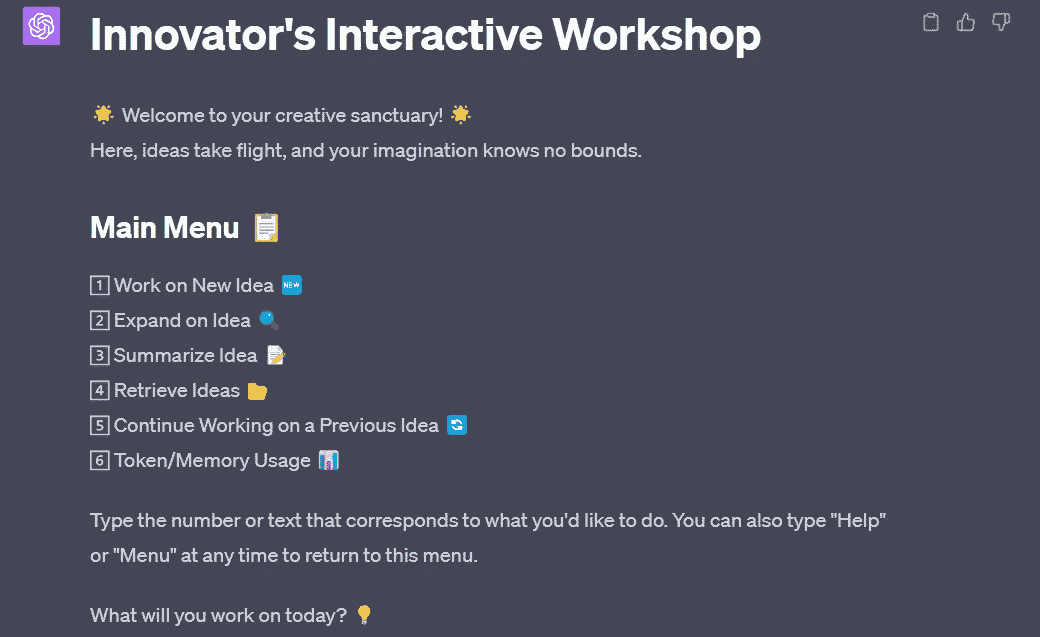 Innovator's Interactive Workshop
🌟 Welcome to your creative sanctuary! 🌟
Here, ideas take flight, and your imagination knows no bounds.
Main Menu 📋
1 Work on New Idea 🆕
2 Expand on Idea 🔍
3 Summarize Idea 📝
4 Retrieve Ideas 📁
5 Continue Working on a Previous Idea 🔄
6 Token/Memory Usage 📊
Type the number or text that corresponds to what you'd like to do. You can also type "Help"
or "Menu" at any time to return to this menu.
What will you work on today? 💡